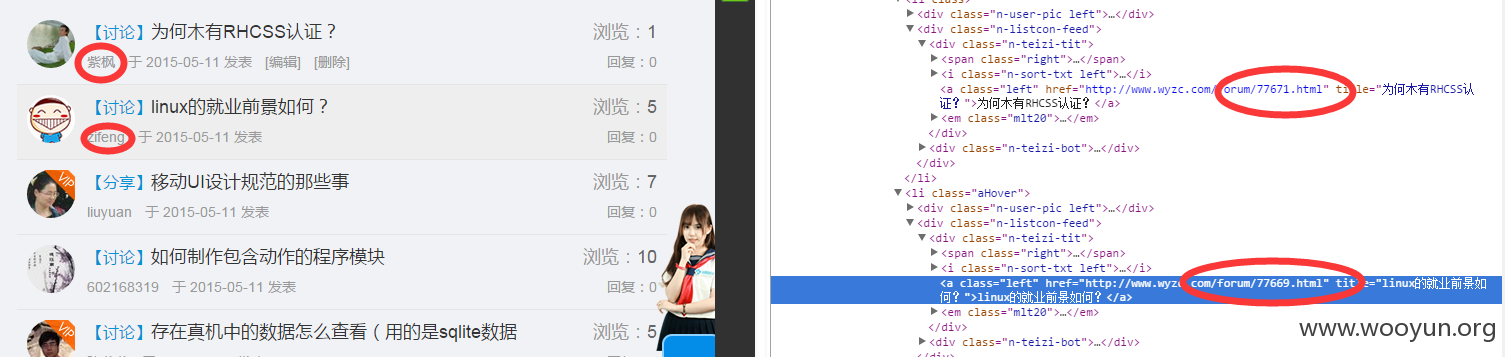 【讨论】为何木有RHCSS认证？
浏览：1
紫枫 于 2015-05-11 发表 [编辑] [删除]
回复：0
【讨论】linux的就业前景如何？
浏览：5
zifeng 于 2015-05-11 发表
回复：0
【分享】移动UI设计规范的那些事
浏览：7
liuyuan 于 2015-05-11 发表
回复：0
【讨论】如何制作包含动作的程序模块
浏览：10
602168319 于 2015-05-11 发表
回复：0
【讨论】存在真机中的数据怎么查看（用的是sqlite数据
浏览：5
回复：0
VIP
VIP
<div class="n-user-pic left">…</div>
<div class="n-listcon-feed">
<div class="n-teizi-tit">
<span class="right">…</span>
<i class="n-sort-txt left">…</i>
<a class="left" href="http://www.wyzc.com/forum/77671.html" title="为何木有RHCSS认
证？">为何木有RHCSS认证？</a>
<em class="mlt20">…</em>
</div>
<div class="n-teizi-bot">…</div>
</div>
</li>
<li class="aHover">
<div class="n-user-pic left">…</div>
<div class="n-listcon-feed">
<div class="n-teizi-tit">
<span class="right">…</span>
<i class="n-sort-txt left">…</i>
<a class="left" href="http://www.wyzc.com/forum/77669.html" title="linux的就业前景如
何？">linux的就业前景如何？</a>
<em class="mlt20">…</em>
</div>
<div class="n-teizi-bot">…</div>
</div>
www.wooyun.org